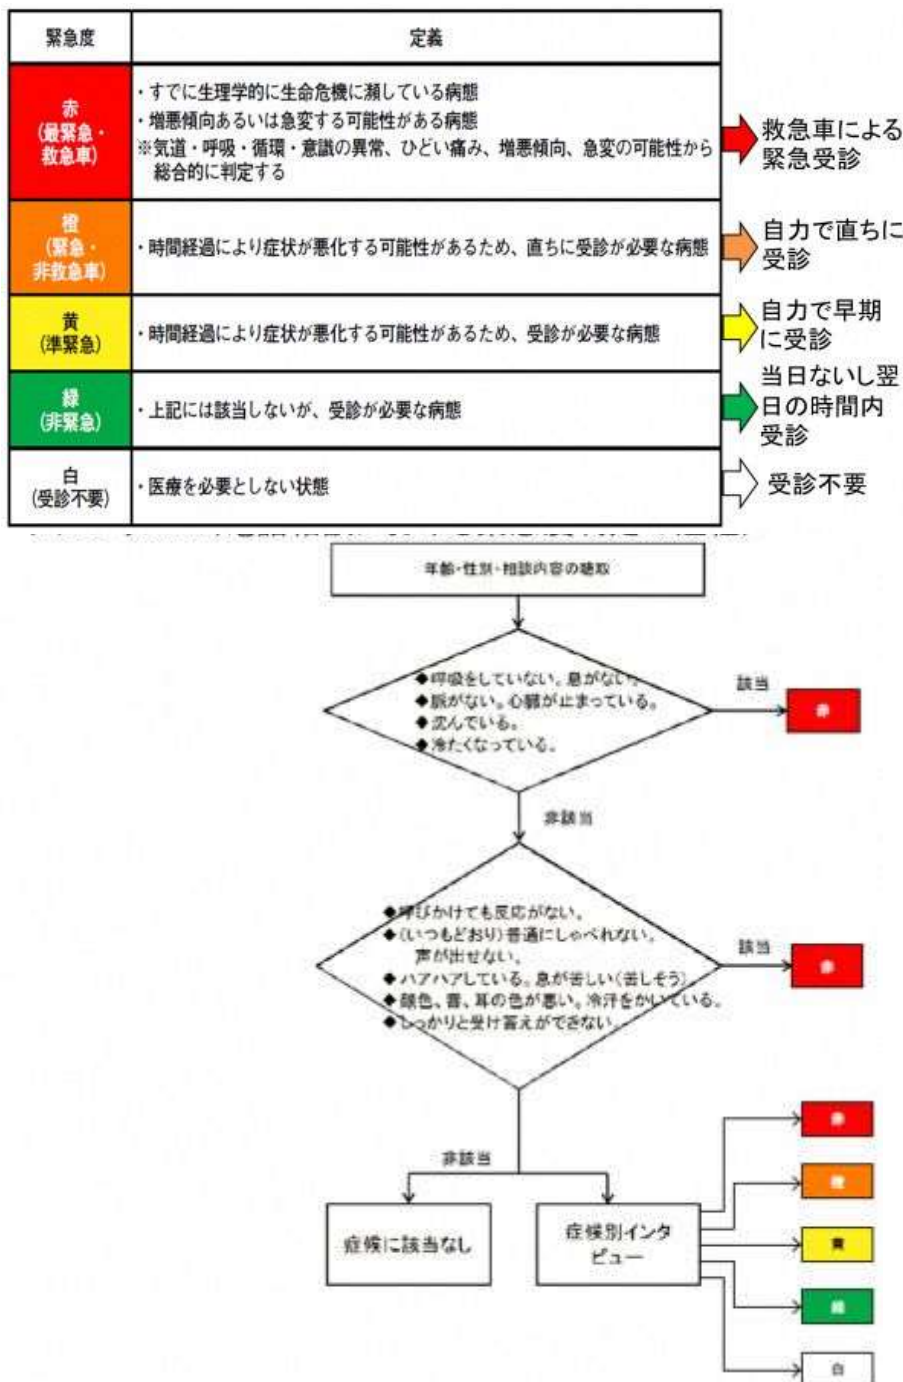 緊急度
定義
赤
(最緊急・
救急車)
・すでに生理学的に生命危機に瀕している病態
・増悪傾向あるいは急変する可能性がある病態
※気道・呼吸・循環・意識の異常、ひどい痛み、増悪傾向、急変の可能性から
総合的に判定する
救急車による
緊急受診
橙
(緊急・
非救急車)
・時間経過により症状が悪化する可能性があるため、直ちに受診が必要な病態
自力で直ちに
受診
黄
(準緊急)
・時間経過により症状が悪化する可能性があるため、受診が必要な病態
自力で早期
に受診
緑
(非緊急)
・上記には該当しないが、受診が必要な病態
当日ないし翌
日の時間内
受診
白
(受診不要)
・医療を必要としない状態
受診不要
年齢・性別・相談内容の聴取
◆呼吸をしていない。息がない。
◆脈がない。心臓が止まっている。
◆沈んでいる。
◆冷たくなっている。
該当
赤
非該当
◆呼びかけても反応がない。
◆(いつもどおり)普通にしゃべれない。
声が出せない。
◆ハアハアしている。息が苦しい(苦しそう)。
◆顔色、唇、耳の色が悪い。冷汗をかいている。
◆しっかりと受け答えができない。
該当
赤
非該当
症候に該当なし
症候別インタ
ビュー
赤
橙
黄
緑
白